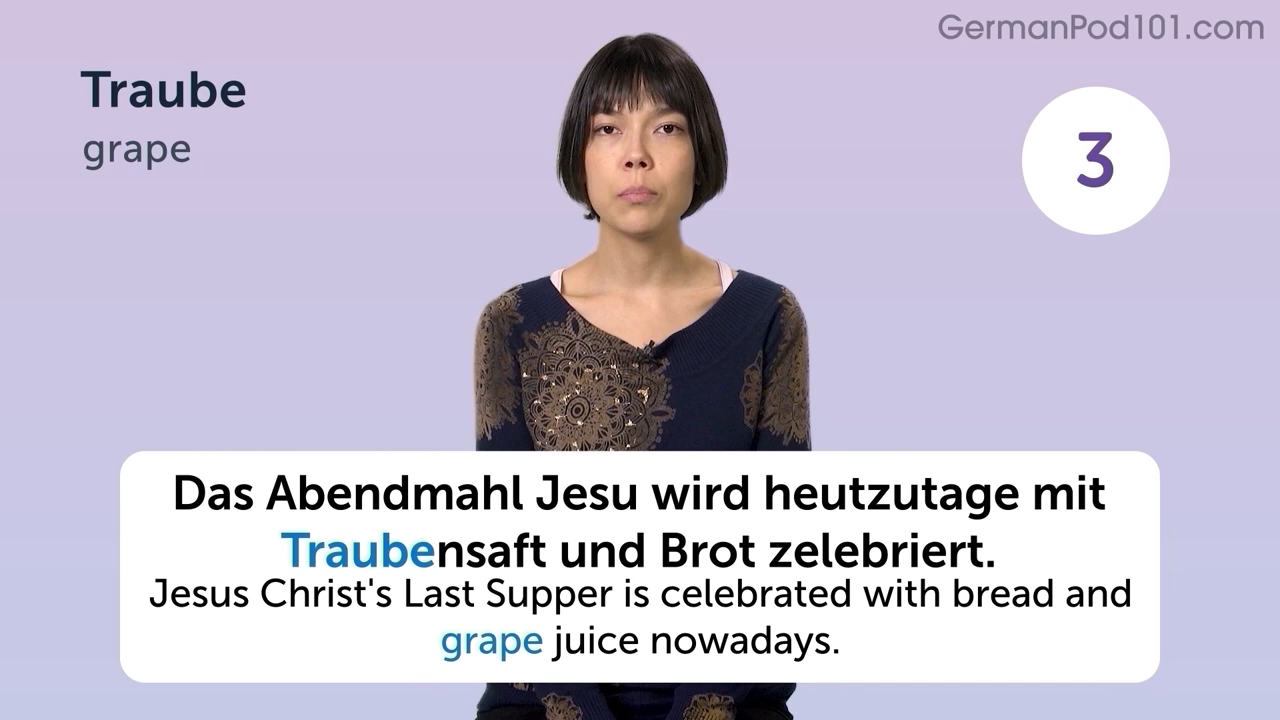 GermanPod101.com
Traube
grape
3
Das Abendmahl Jesu wird heutzutage mit
Traubensaft und Brot zelebriert.
Jesus Christ's Last Supper is celebrated with bread and
grape juice nowadays.